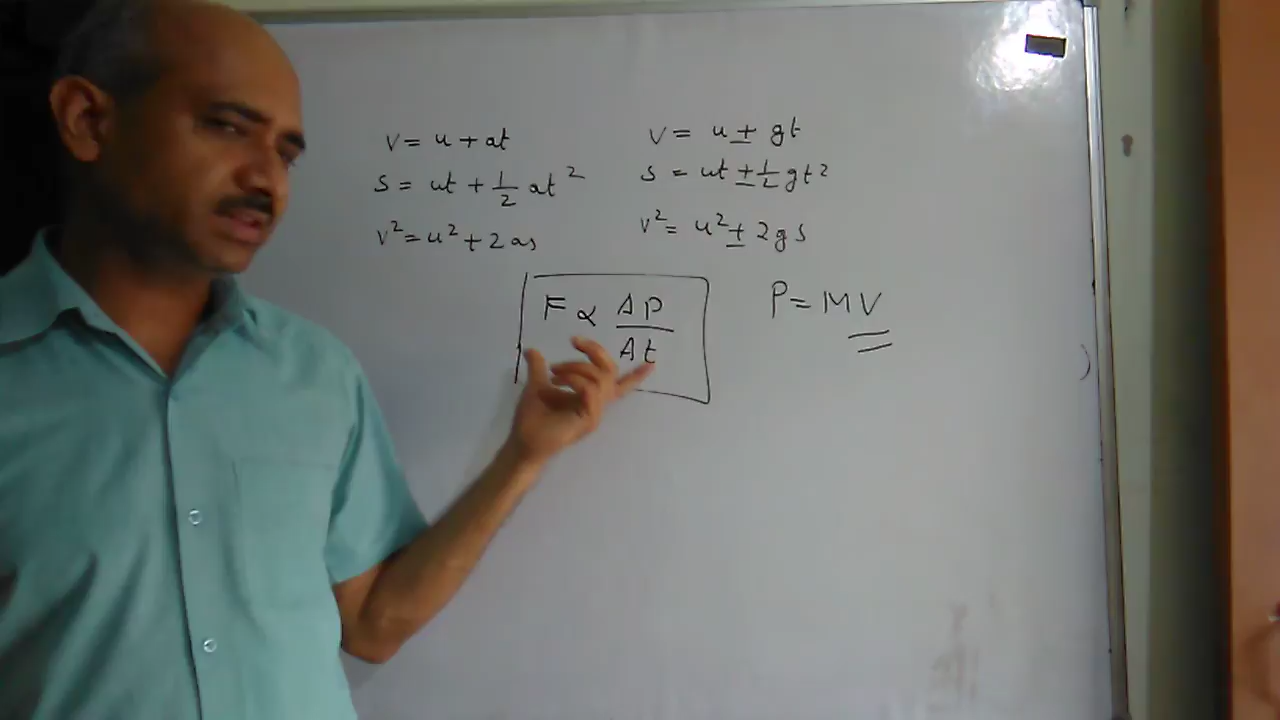 v = u + at
s = ut + 1/2 at²
v² = u² + 2as
v = u ± gt
s = ut ± 1/2 gt²
v² = u² ± 2gs
F ∝ ΔP/Δt
P = MV